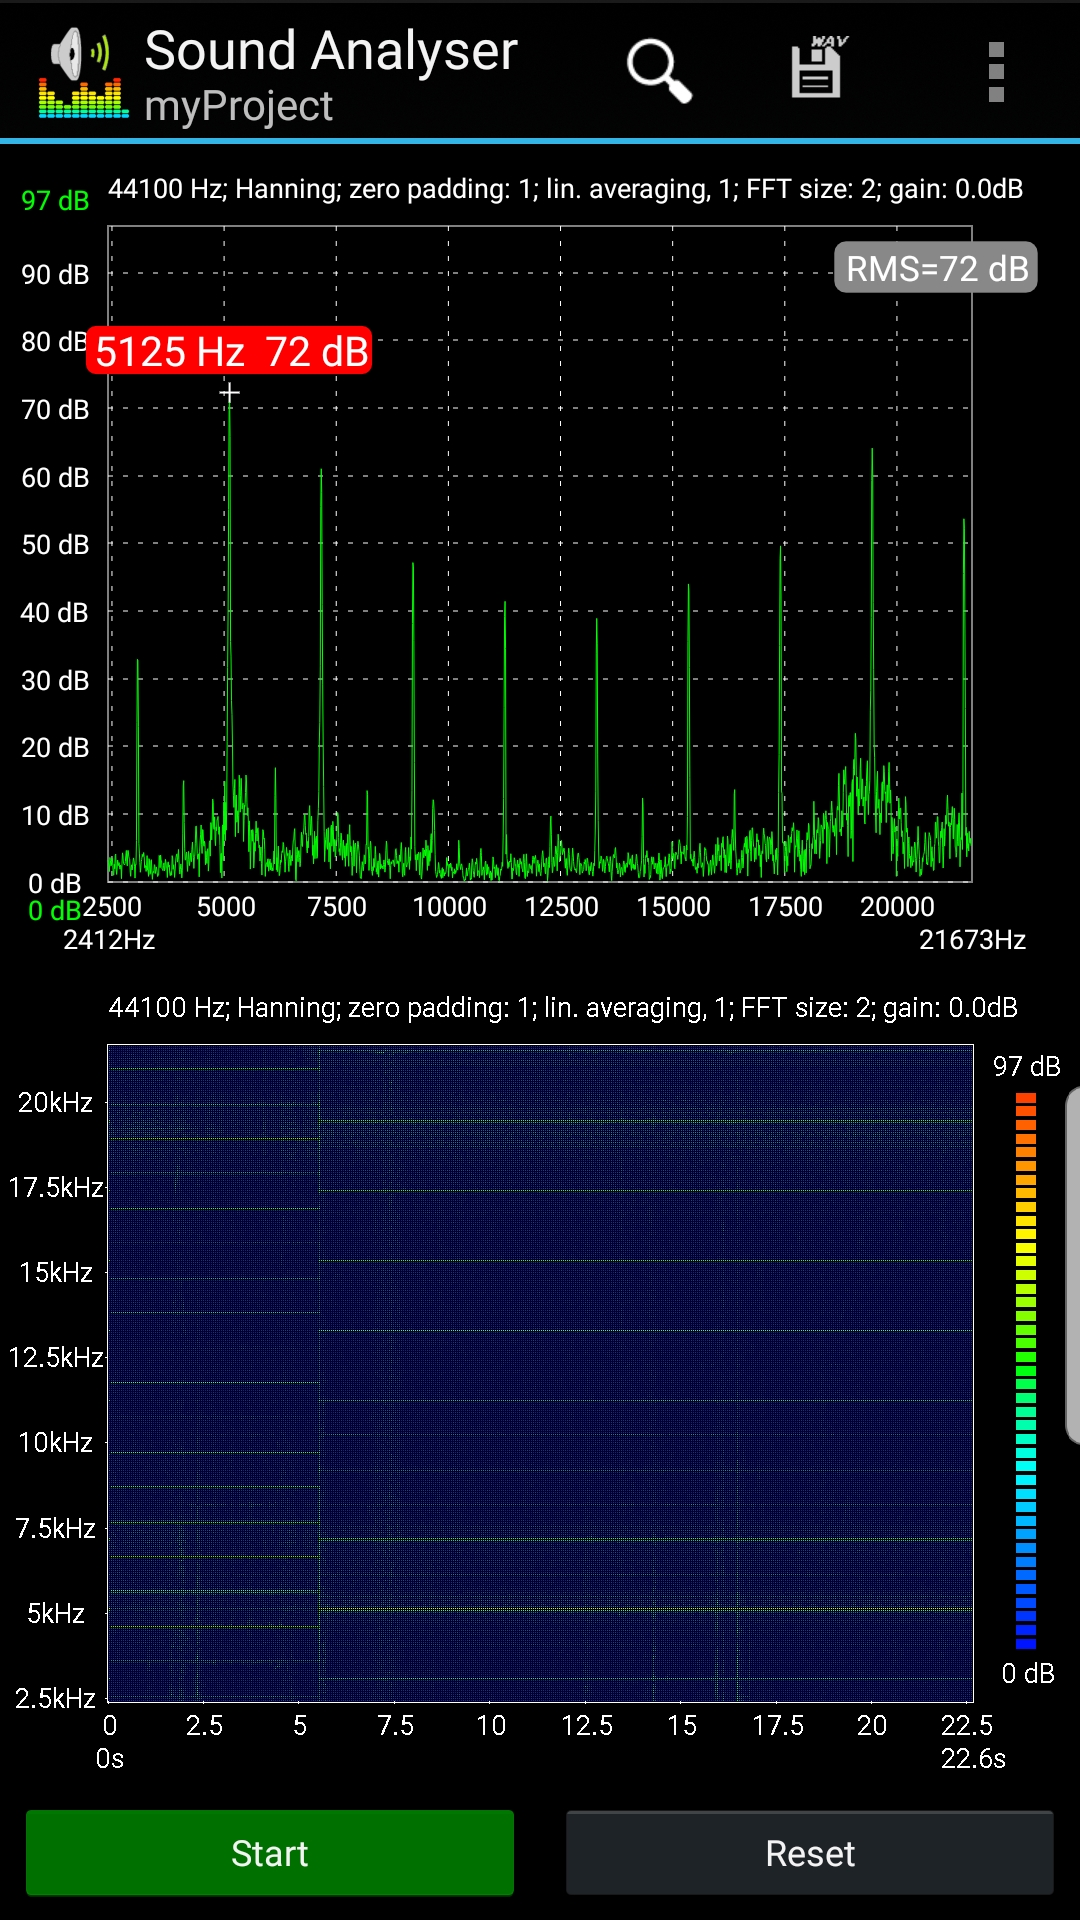 Sound Analyser
myProject
WAV
97 dB
44100 Hz; Hanning; zero padding: 1; lin. averaging, 1; FFT size: 2; gain: 0.0dB
RMS=72 dB
90 dB
80 dB
5125 Hz 72 dB
70 dB
60 dB
50 dB
40 dB
30 dB
20 dB
10 dB
0 dB
0 dB
2500 5000 7500 10000 12500 15000 17500 20000
2412Hz 21673Hz
44100 Hz; Hanning; zero padding: 1; lin. averaging, 1; FFT size: 2; gain: 0.0dB
97 dB
20kHz
17.5kHz
15kHz
12.5kHz
10kHz
7.5kHz
5kHz
2.5kHz
0 dB
0 2.5 5 7.5 10 12.5 15 17.5 20 22.5
0s 22.6s
Start Reset